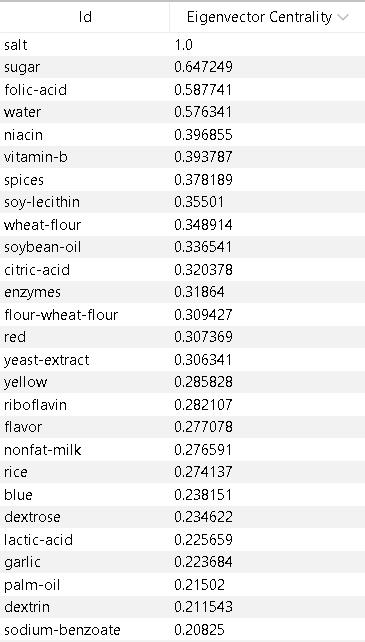 Id Eigenvector Centrality
salt 1.0
sugar 0.647249
folic-acid 0.587741
water 0.576341
niacin 0.396855
vitamin-b 0.393787
spices 0.378189
soy-lecithin 0.35501
wheat-flour 0.348914
soybean-oil 0.336541
citric-acid 0.320378
enzymes 0.31864
flour-wheat-flour 0.309427
red 0.307369
yeast-extract 0.306341
yellow 0.285828
riboflavin 0.282107
flavor 0.277078
nonfat-milk 0.276591
rice 0.274137
blue 0.238151
dextrose 0.234622
lactic-acid 0.225659
garlic 0.223684
palm-oil 0.21502
dextrin 0.211543
sodium-benzoate 0.20825